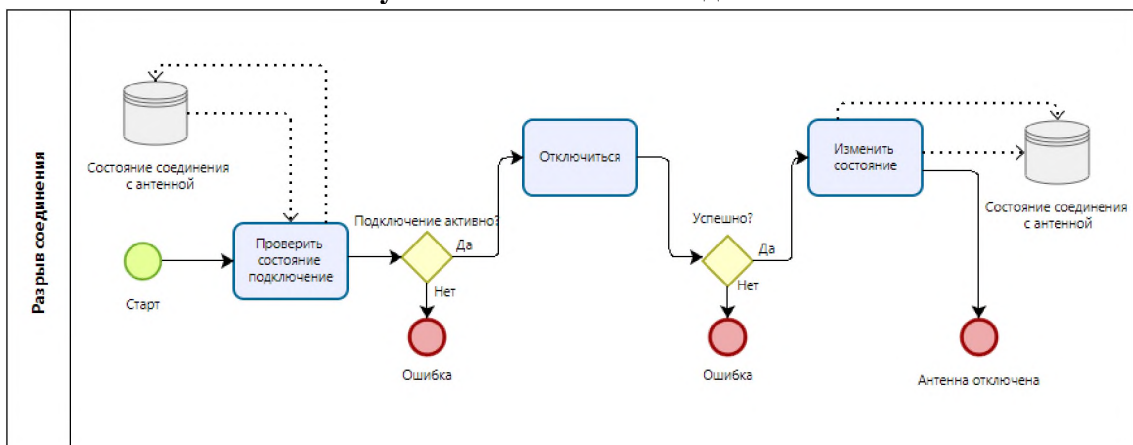 Разрыв соединения
Состояние соединения
с антенной
Старт
Проверить
состояние
подключение
Подключение активно?
Да
Нет
Ошибка
Отключиться
Успешно?
Да
Нет
Ошибка
Изменить
состояние
Состояние соединения
с антенной
Антенна отключена